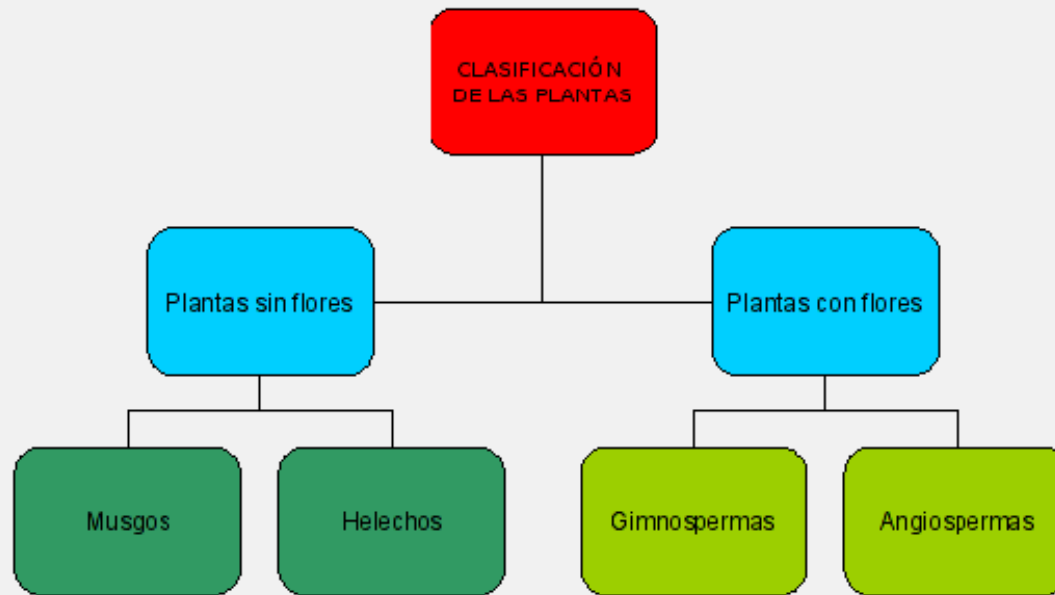 CLASIFICACIÓN
DE LAS PLANTAS
Plantas sin flores
Plantas con flores
Musgos
Helechos
Gimnospermas
Angiospermas